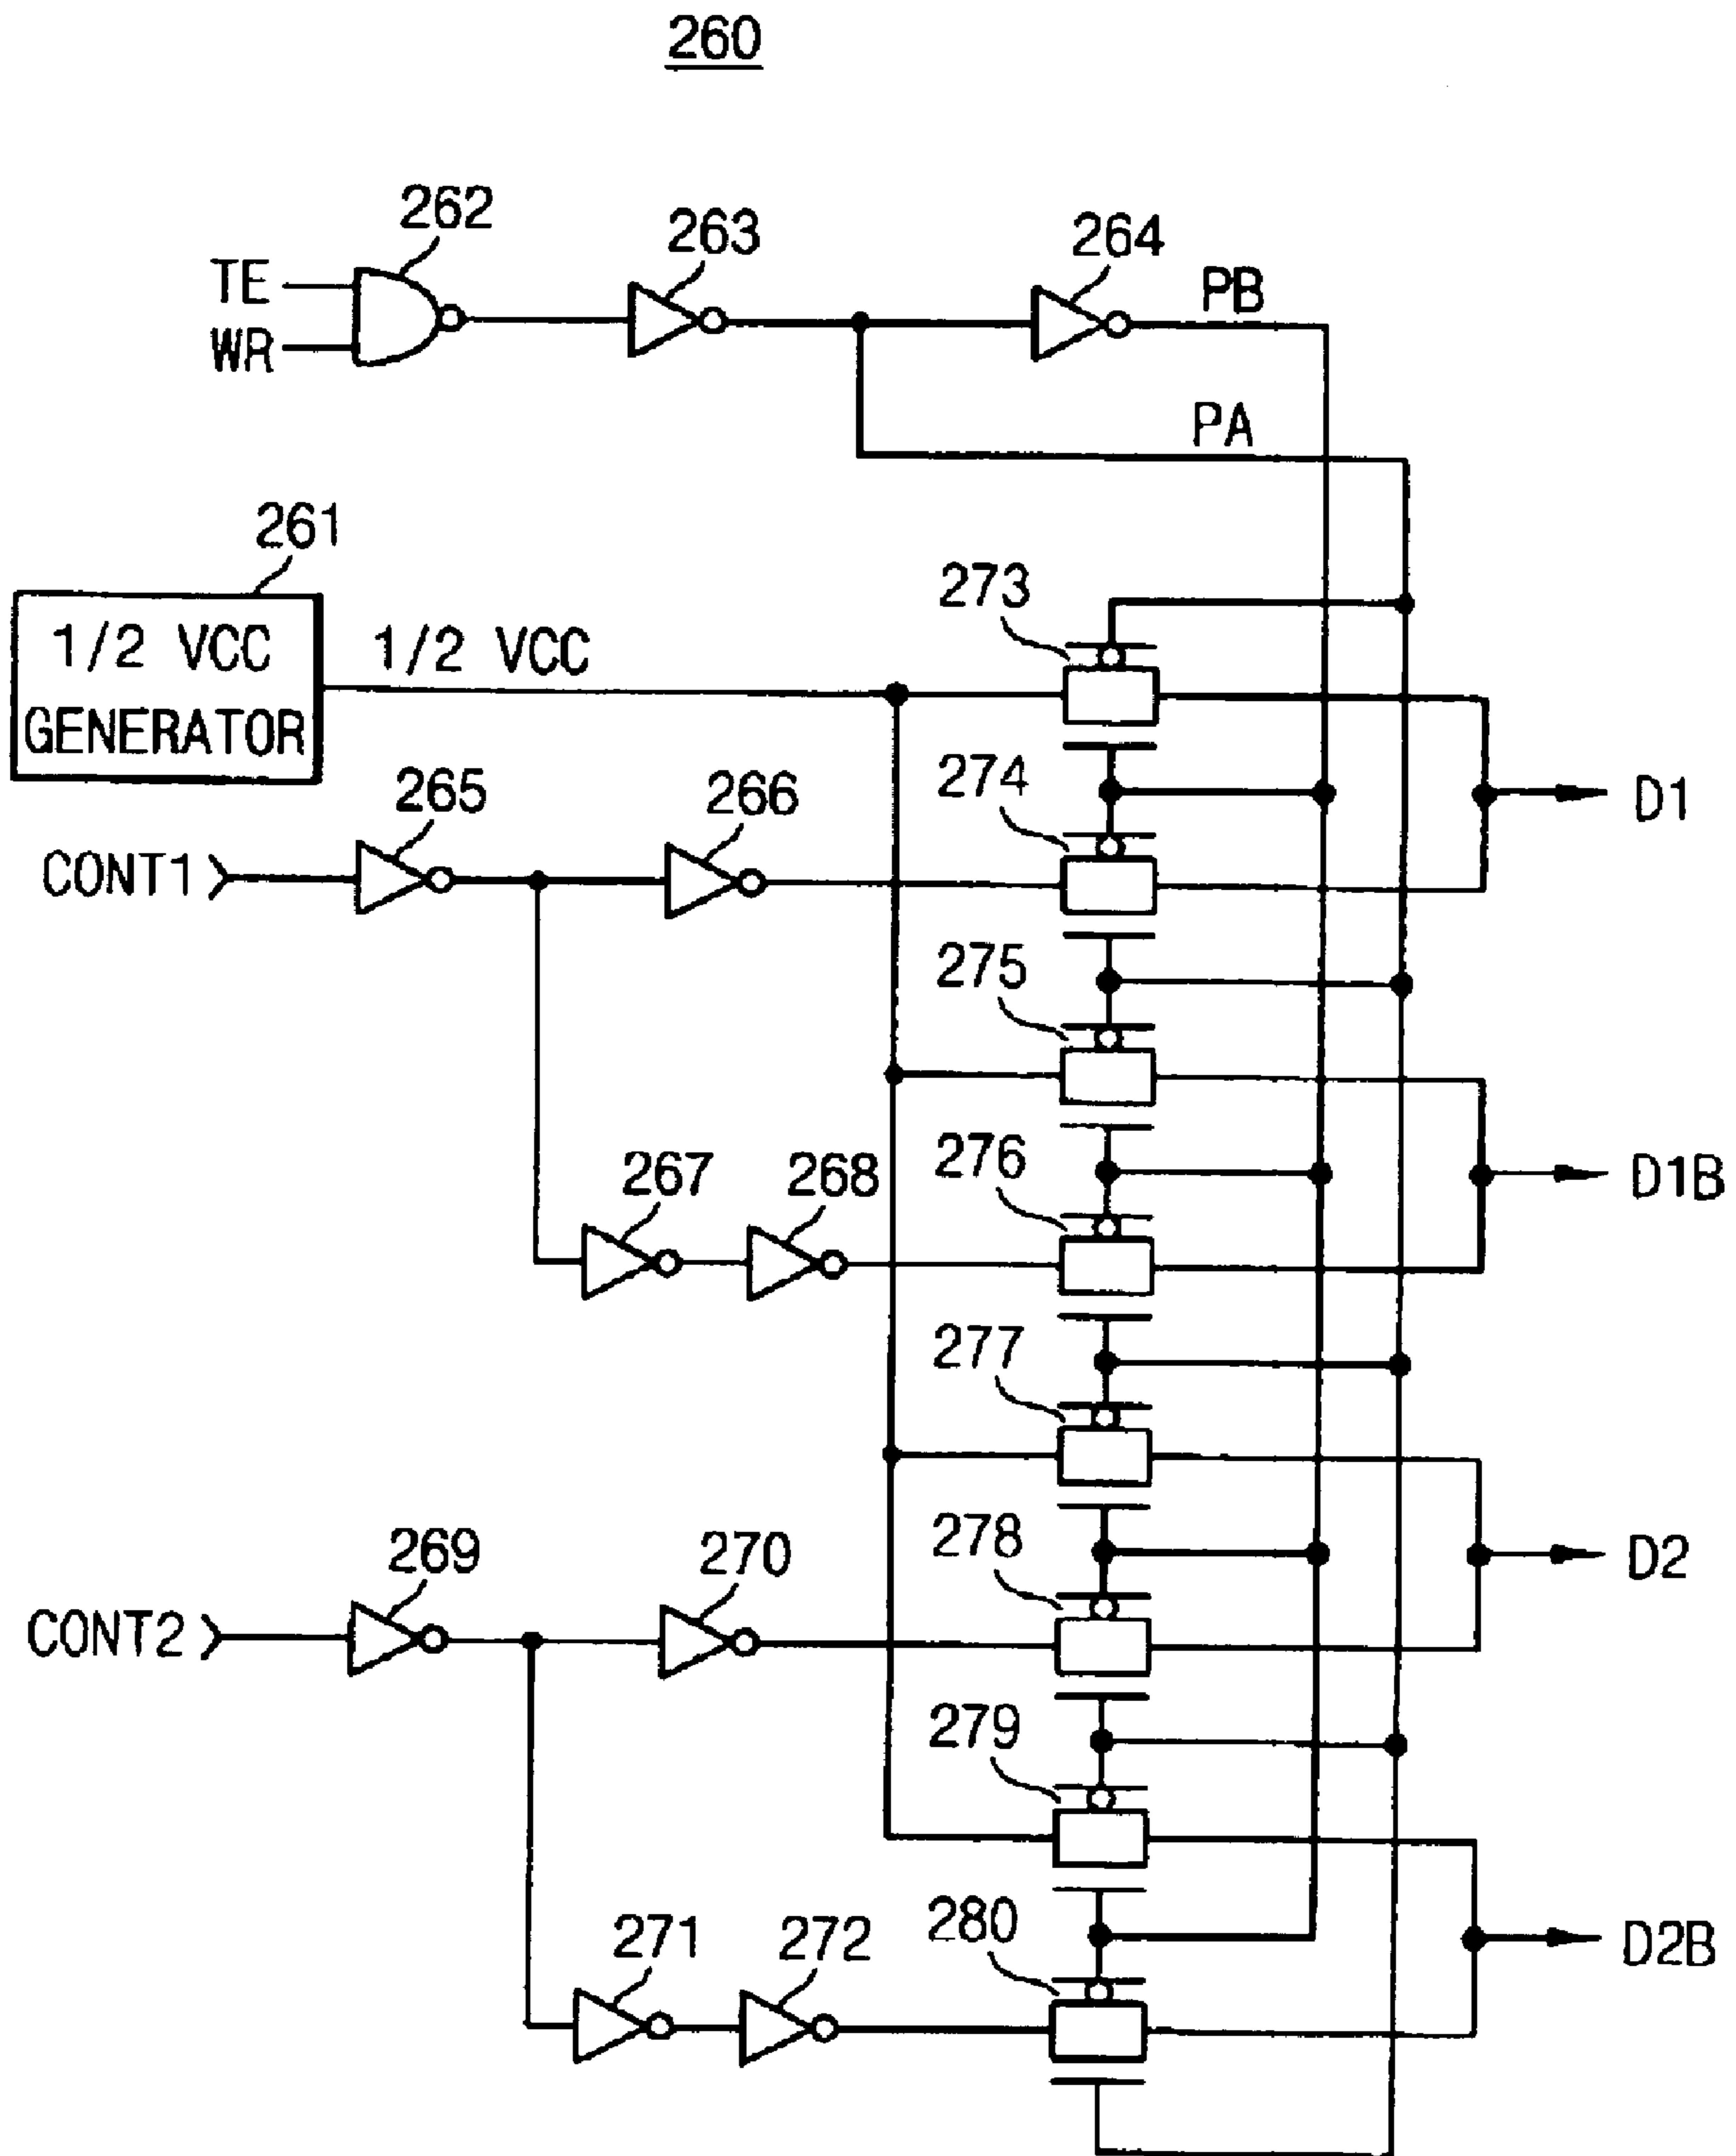 260
262
263
264
TE
WR
PB
PA
261
1/2 VCC
GENERATOR
1/2 VCC
273
265
266
274
CONT1
D1
275
267
268
276
D1B
277
269
270
278
CONT2
D2
279
271
272
280
D2B